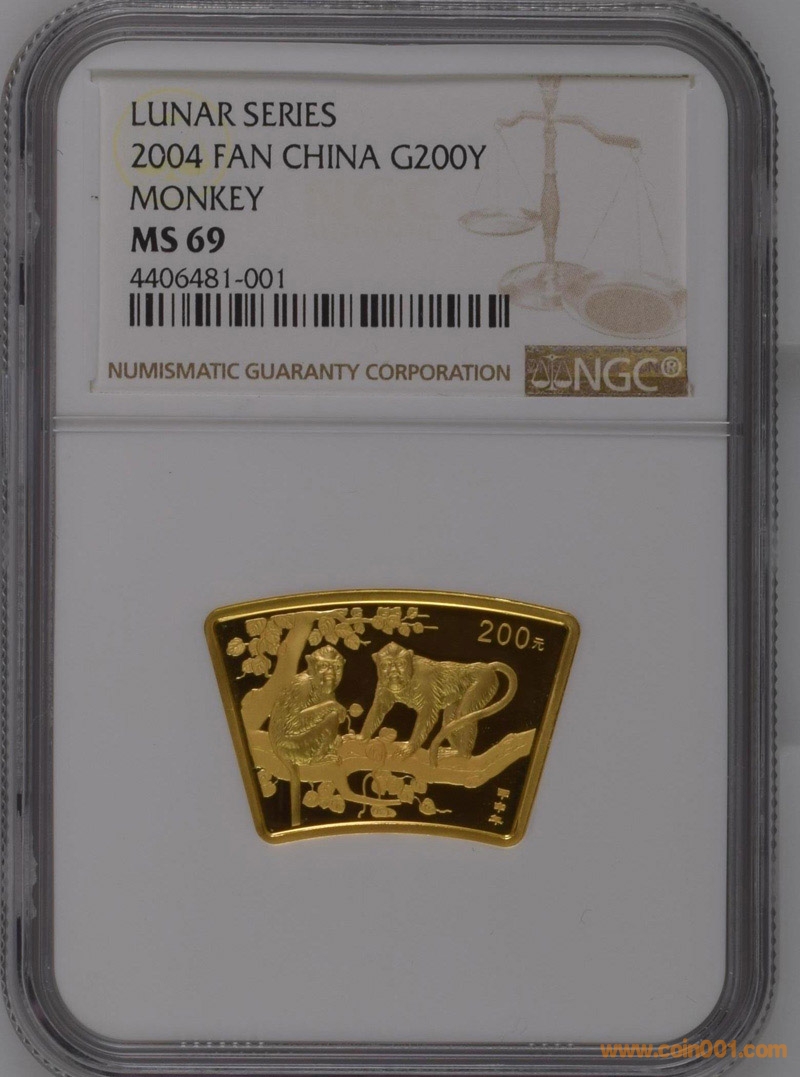 LUNAR SERIES
2004 FAN CHINA G200Y
MONKEY
MS 69
4406481-001
NUMISMATIC GUARANTY CORPORATION
NGC®
200元
甲申年
www.coin001.com